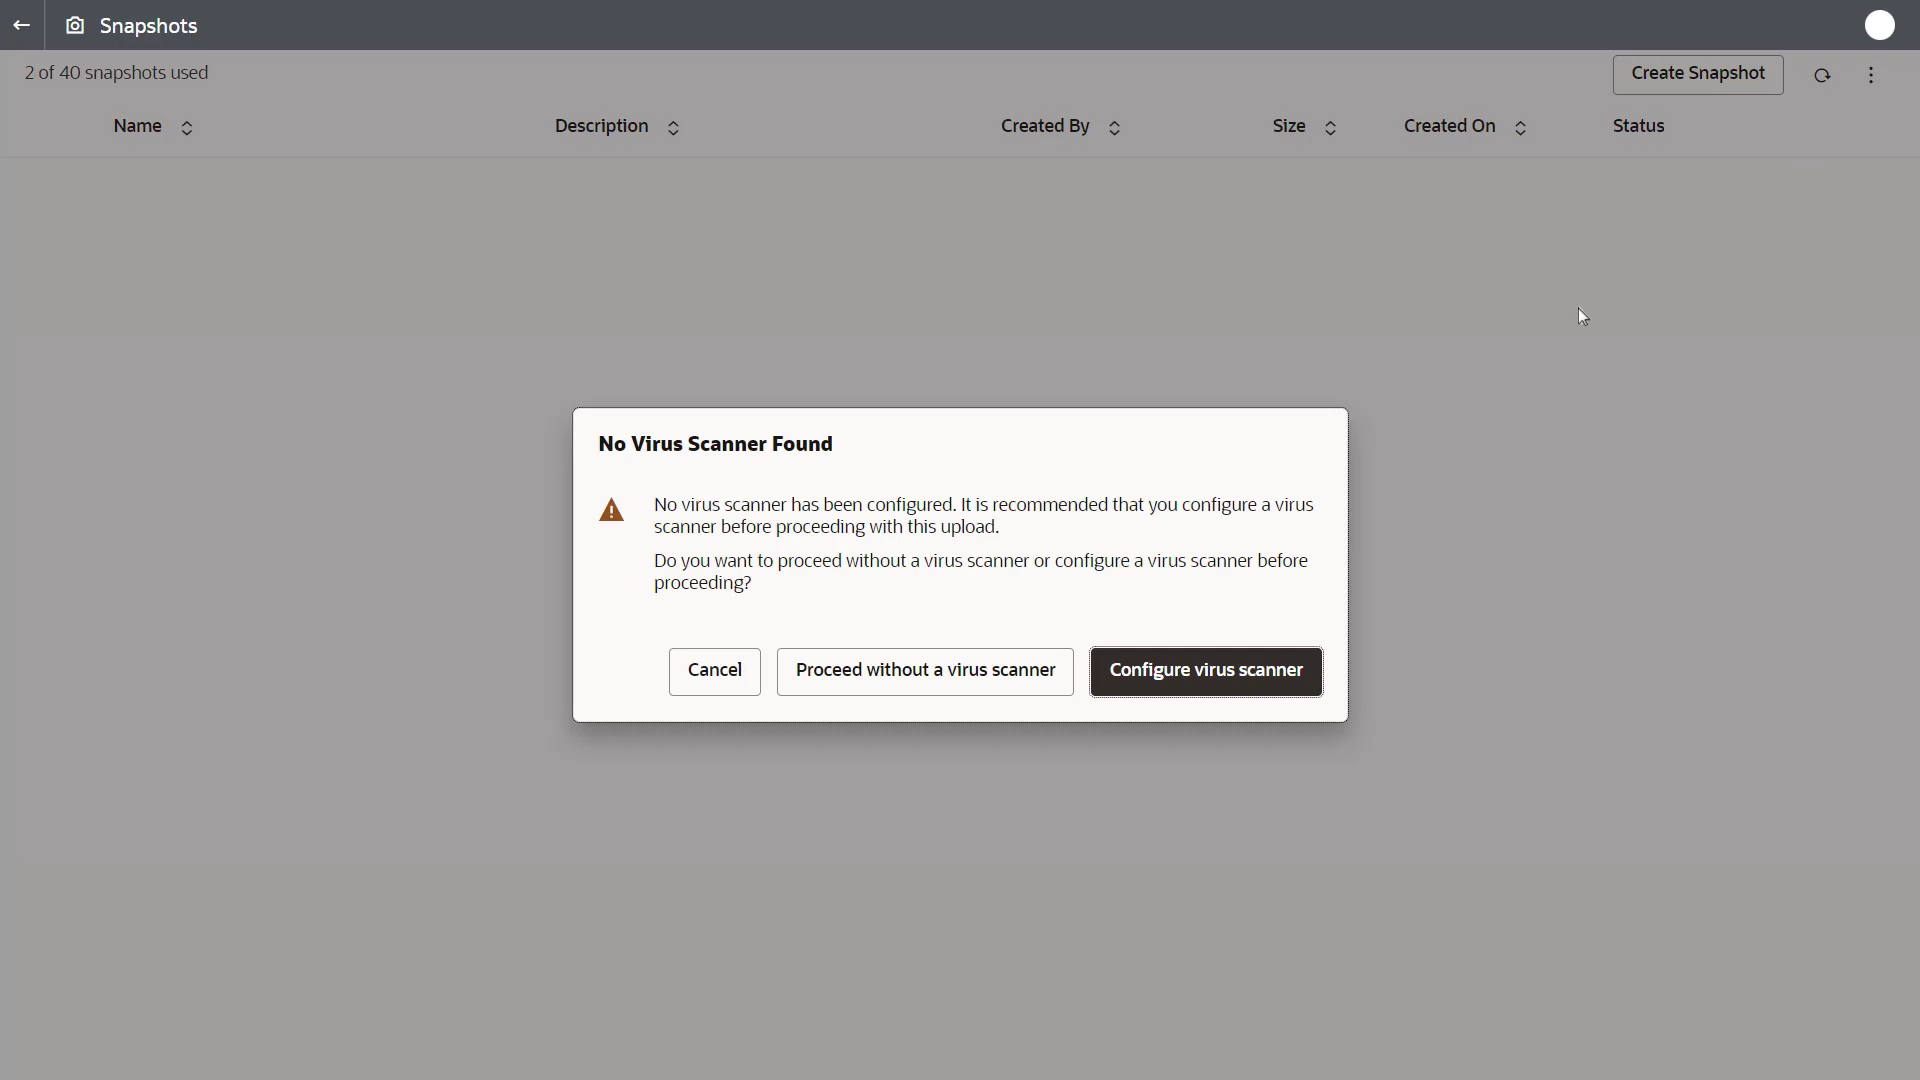 Snapshots
2 of 40 snapshots used
Create Snapshot
Name
Description
Created By
Size
Created On
Status
No Virus Scanner Found
No virus scanner has been configured. It is recommended that you configure a virus
scanner before proceeding with this upload.
Do you want to proceed without a virus scanner or configure a virus scanner before
proceeding?
Cancel
Proceed without a virus scanner
Configure virus scanner